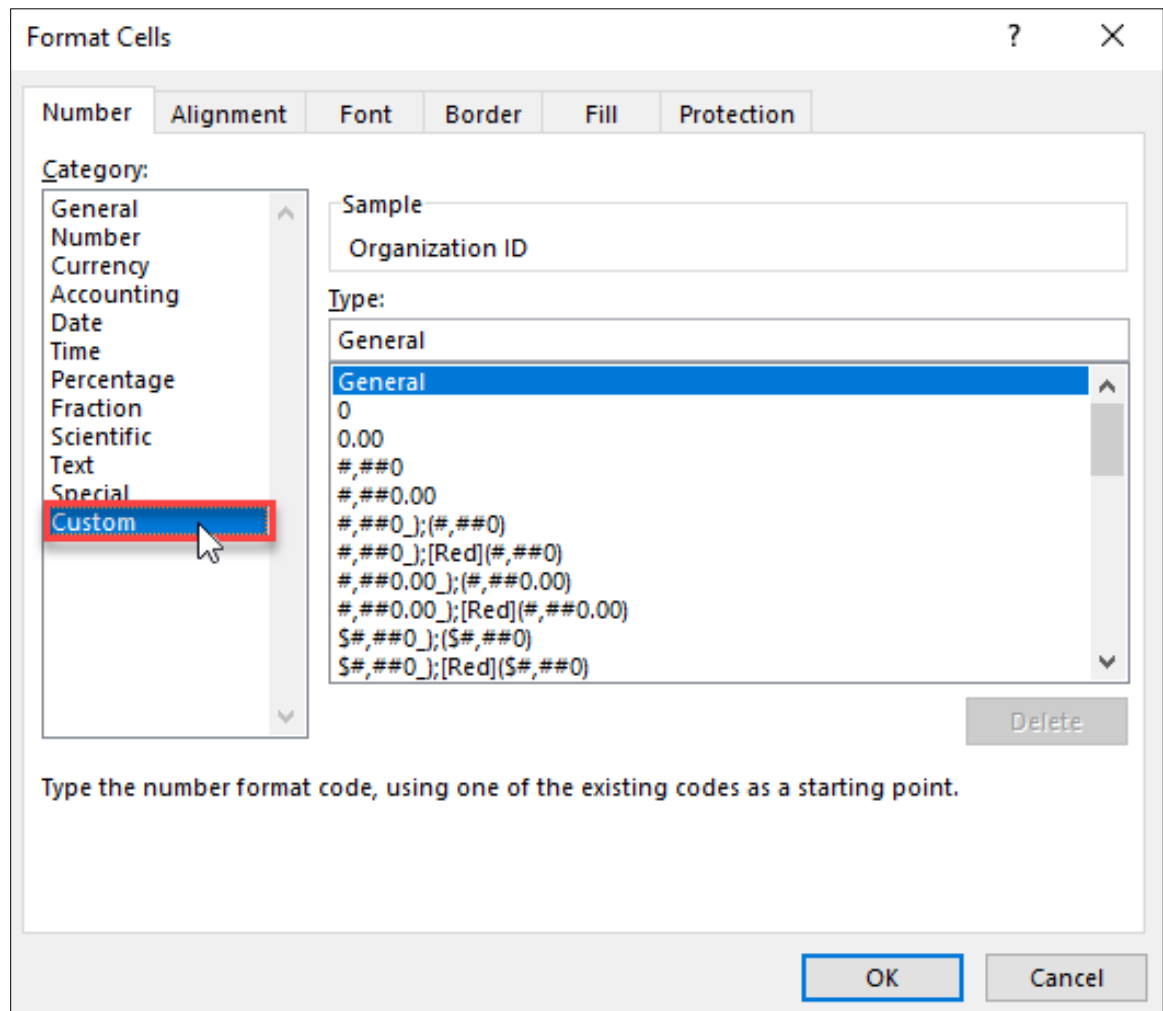 Format Cells ?
Number Alignment Font Border Fill Protection
Category:
General
Number
Currency
Accounting
Date
Time
Percentage
Fraction
Scientific
Text
Special
Custom
Sample
Organization ID
Type:
General
General
0
0.00
#,##0
#,##0.00
#,##0_);(#,##0)
#,##0_);[Red](#,##0)
#,##0.00_);(#,##0.00)
#,##0.00_);[Red](#,##0.00)
$#,##0_);($#,##0)
$#,##0_);[Red]($#,##0)
Delete
Type the number format code, using one of the existing codes as a starting point.
OK Cancel